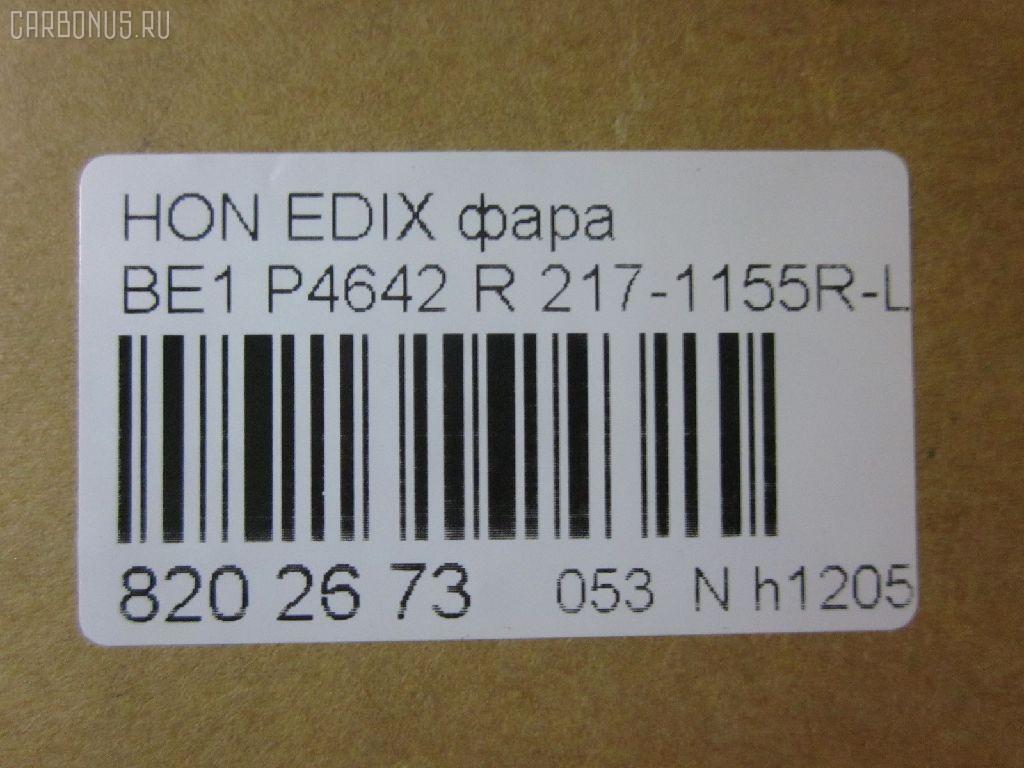 CARBONUS.RU
HON EDIX фара
BE1 P4642 R 217-1155R-L
820 26 73 053 N h1205